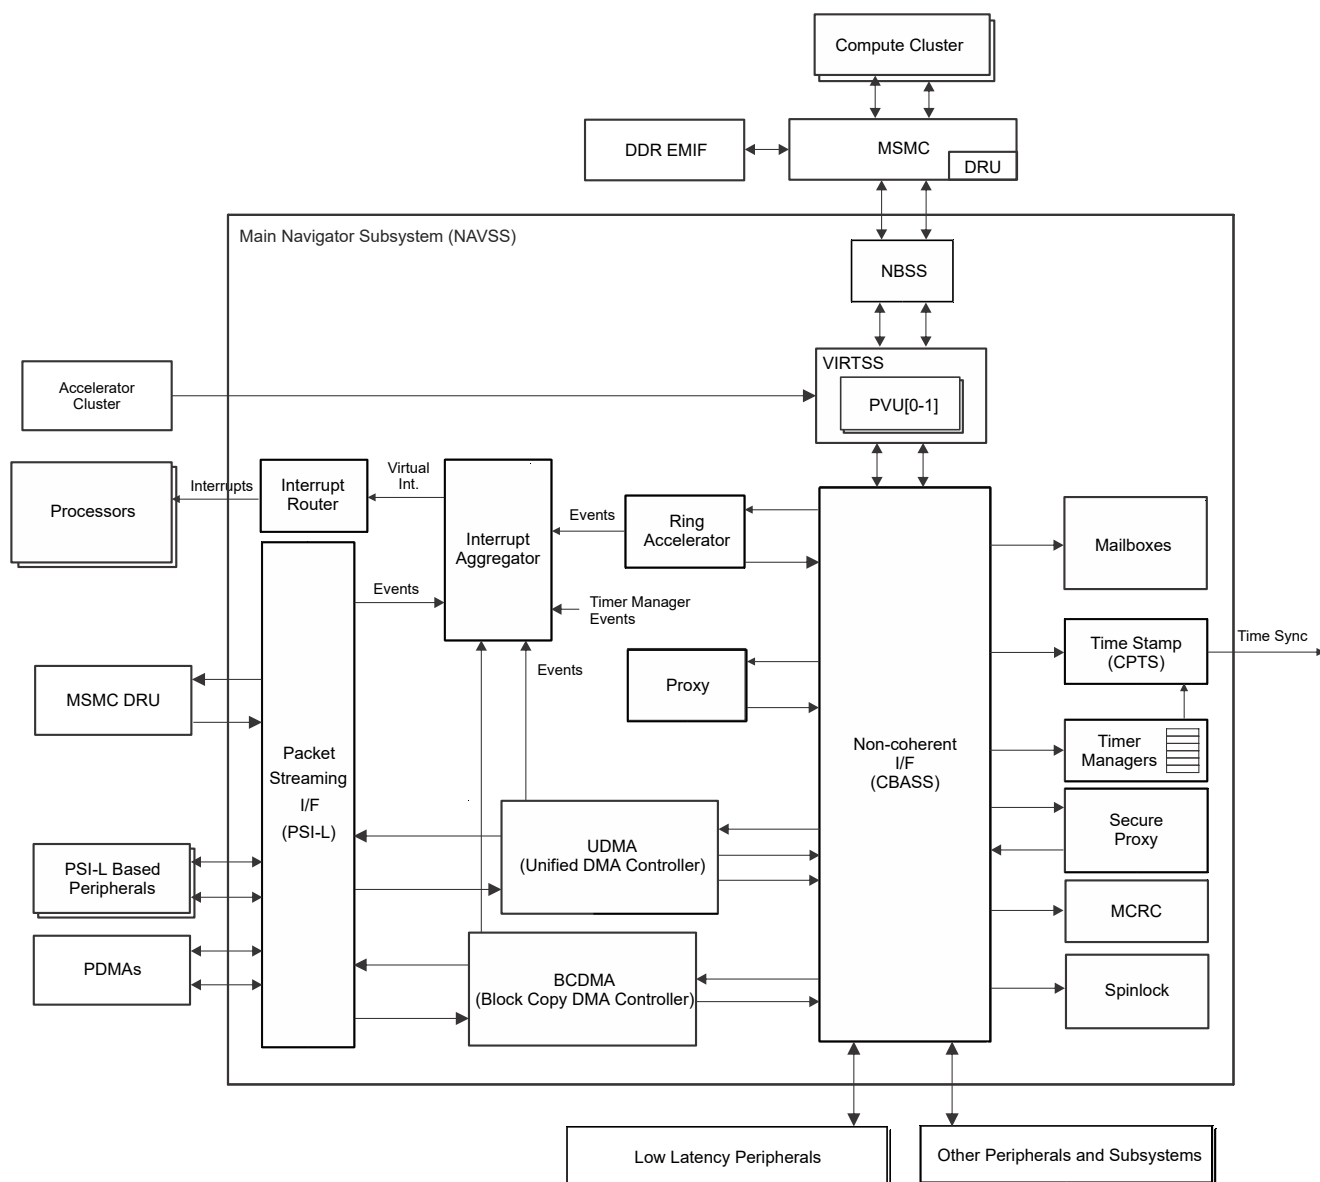 Compute Cluster
DDR EMIF
MSMC
DRU
Main Navigator Subsystem (NAVSS)
NBSS
VIRTSS
PVU[0-1]
Accelerator
Cluster
Processors
Interrupts
Interrupt
Router
Virtual
Int.
Interrupt
Aggregator
Events
Ring
Accelerator
Mailboxes
Events
Timer Manager
Events
Time Stamp
(CPTS)
Time Sync
MSMC DRU
Events
Proxy
Packet
Streaming
I/F
(PSI-L)
Non-coherent
I/F
(CBASS)
Timer
Managers
Secure
Proxy
UDMA
(Unified DMA Controller)
PSI-L Based
Peripherals
MCRC
PDMAs
BCDMA
(Block Copy DMA Controller)
Spinlock
Low Latency Peripherals
Other Peripherals and Subsystems